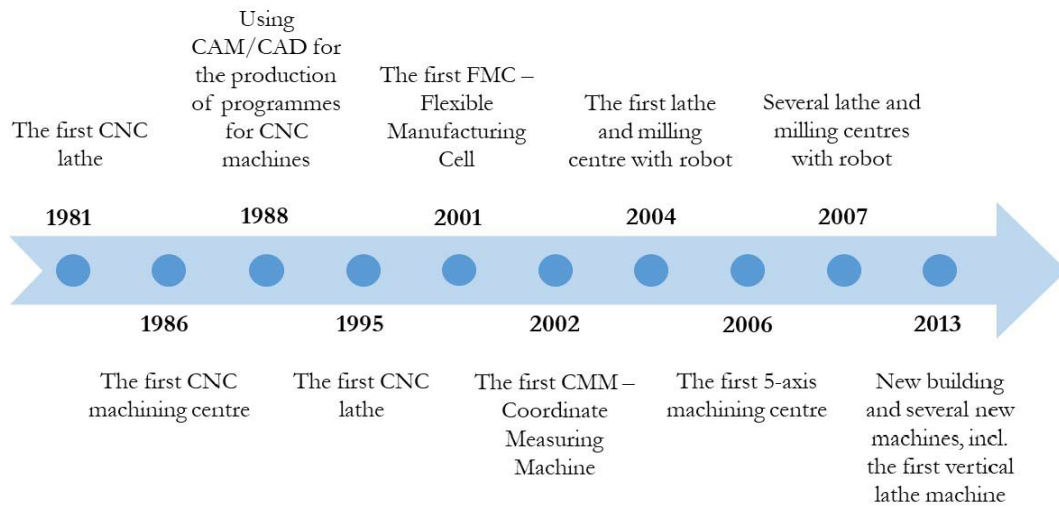 The first CNC
lathe
1981
1986
The first CNC
machining centre
Using
CAM/CAD for
the production
of programmes
for CNC
machines
1988
1995
The first CNC
lathe
The first FMC –
Flexible
Manufacturing
Cell
2001
2002
The first CMM –
Coordinate
Measuring
Machine
The first lathe
and milling
centre with robot
2004
2006
The first 5-axis
machining centre
Several lathe and
milling centres
with robot
2007
2013
New building
and several new
machines, incl.
the first vertical
lathe machine